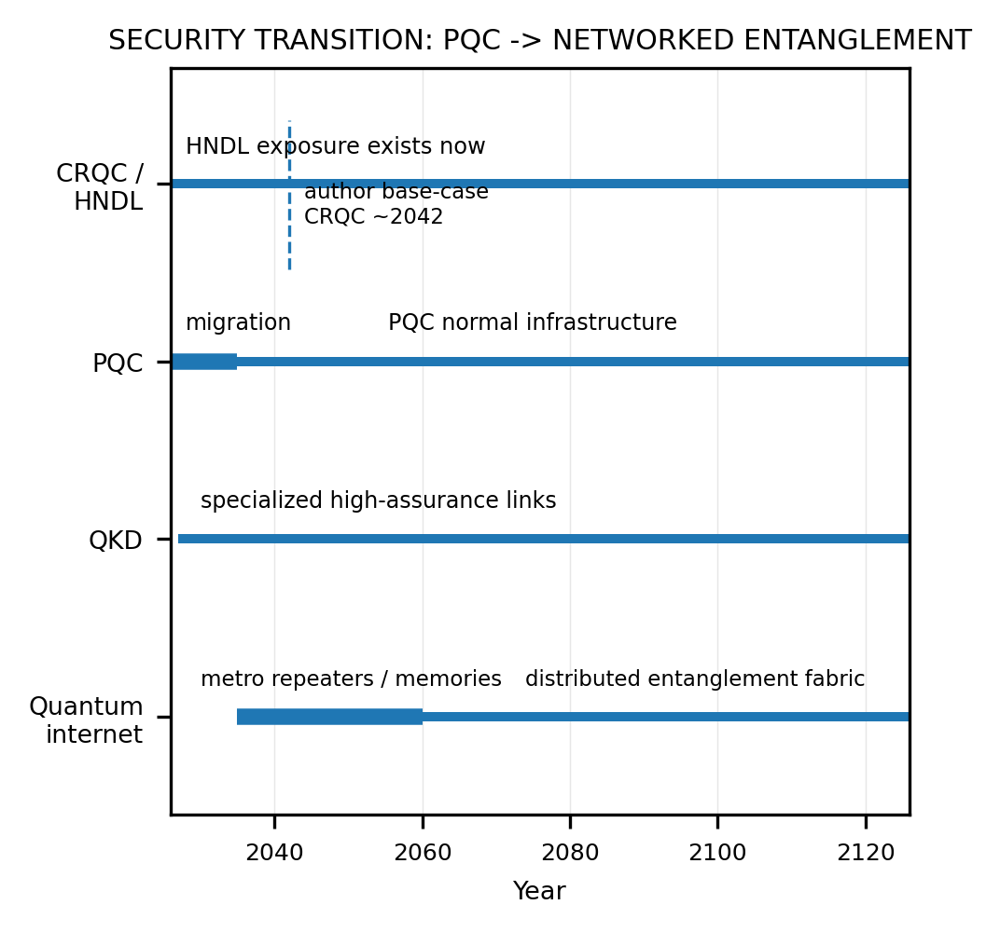 SECURITY TRANSITION: PQC -> NETWORKED ENTANGLEMENT
HNDL exposure exists now
CRQC /
HNDL
author base-case
CRQC ~2042
migration
PQC normal infrastructure
PQC
specialized high-assurance links
QKD
metro repeaters / memories
distributed entanglement fabric
Quantum
internet
2040
2060
2080
2100
2120
Year